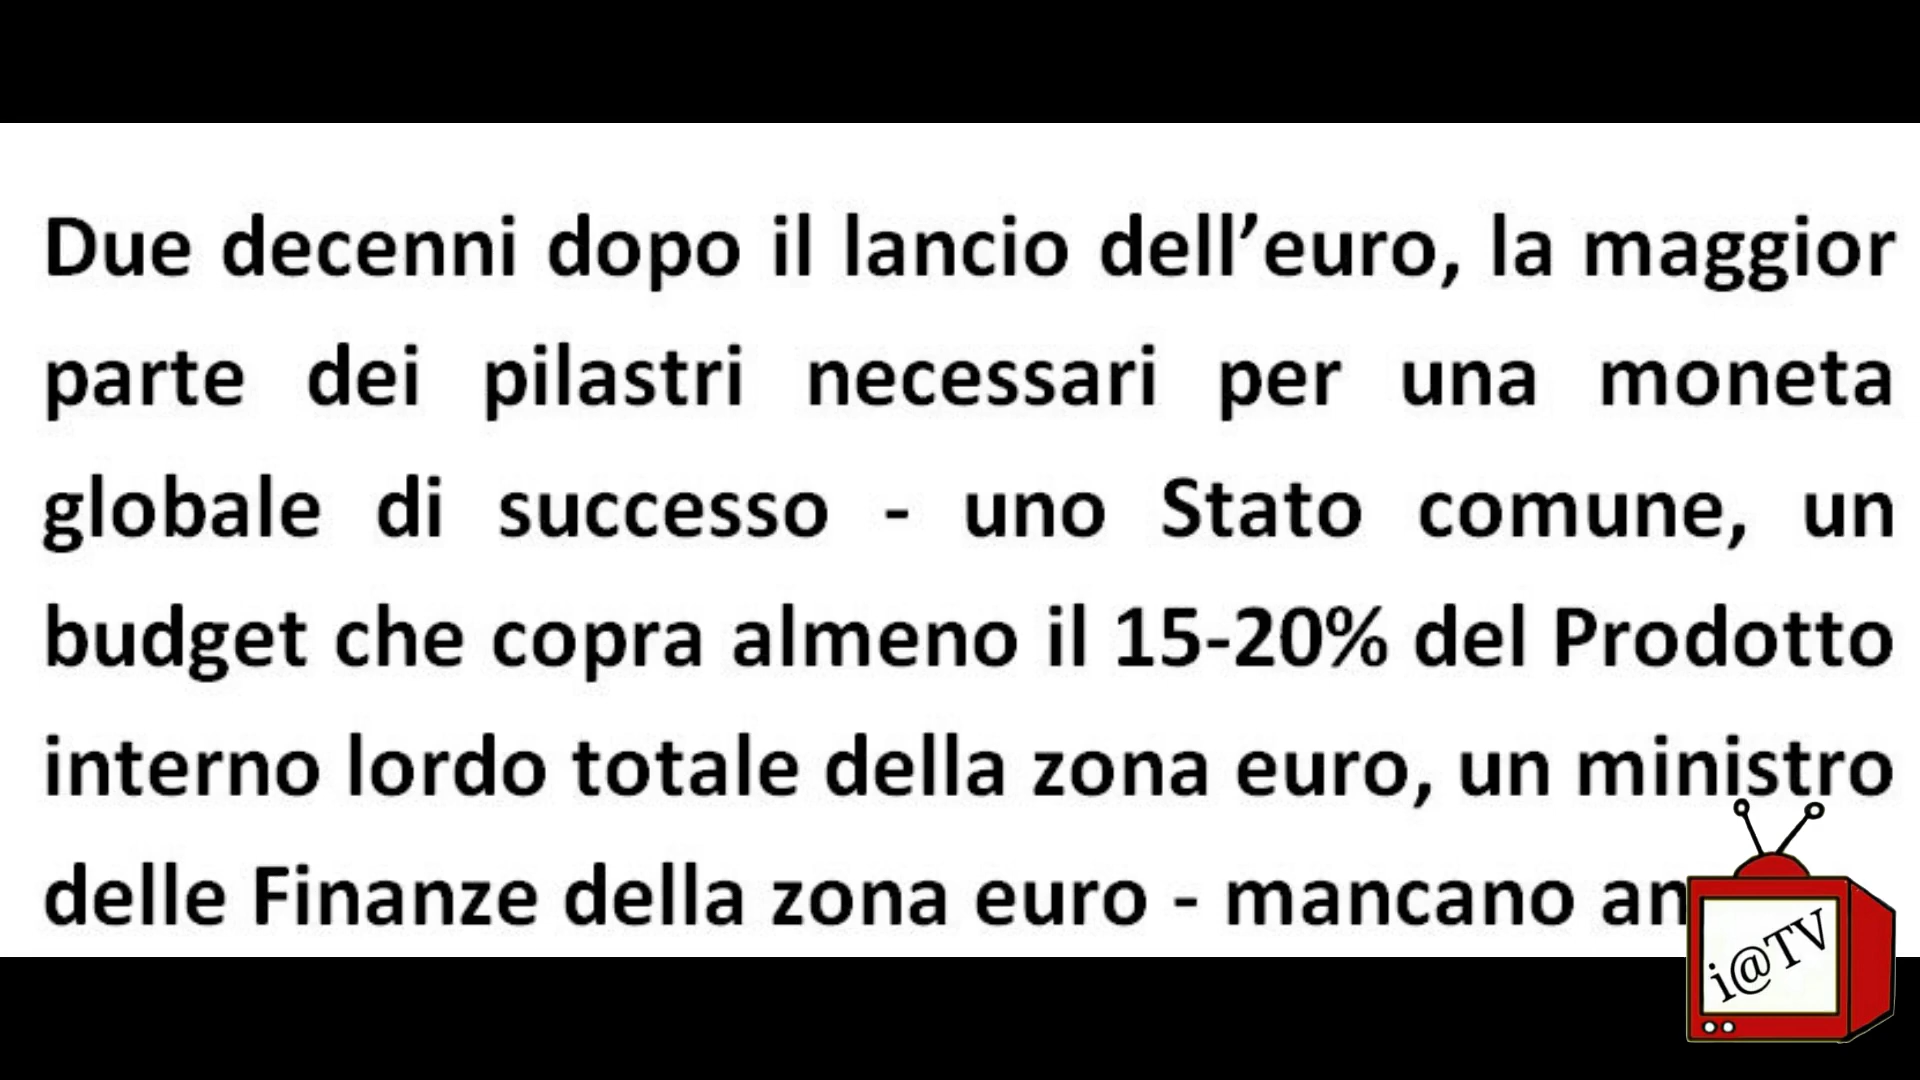 Due decenni dopo il lancio dell’euro, la maggior
parte dei pilastri necessari per una moneta
globale di successo - uno Stato comune, un
budget che copra almeno il 15-20% del Prodotto
interno lordo totale della zona euro, un ministro
delle Finanze della zona euro - mancano
i@TV